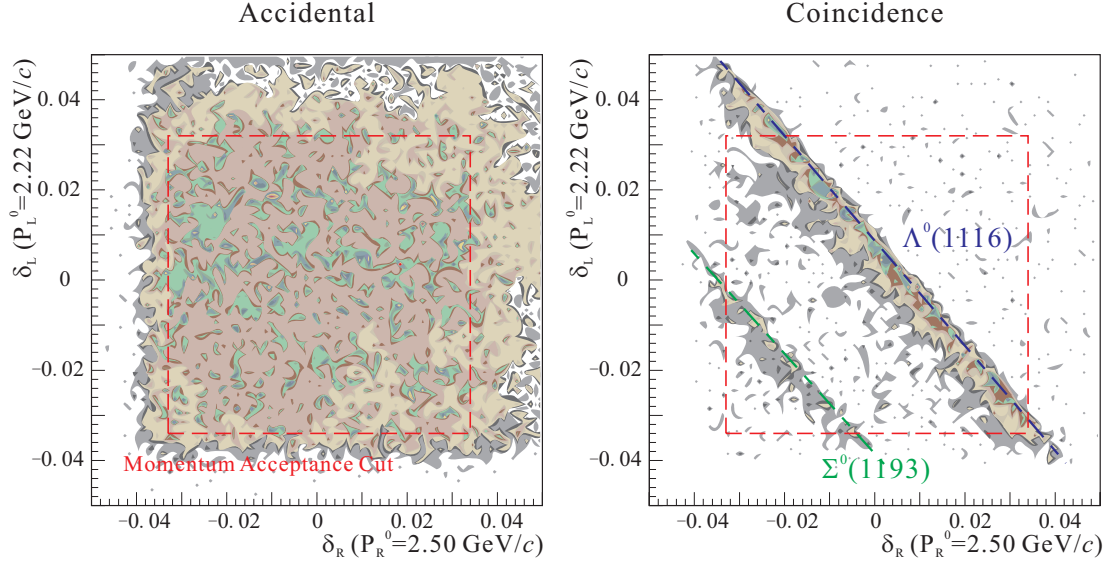 Accidental
δL (PL⁰=2.22 GeV/c)
0.04
0.02
0
−0.02
−0.04
Momentum Acceptance Cut
−0.04
−0.02
0
0.02
0.04
δR (PR⁰=2.50 GeV/c)
Coincidence
δL (PL⁰=2.22 GeV/c)
0.04
0.02
0
−0.02
−0.04
Λ⁰(1116)
Σ⁰(1193)
−0.04
−0.02
0
0.02
0.04
δR (PR⁰=2.50 GeV/c)